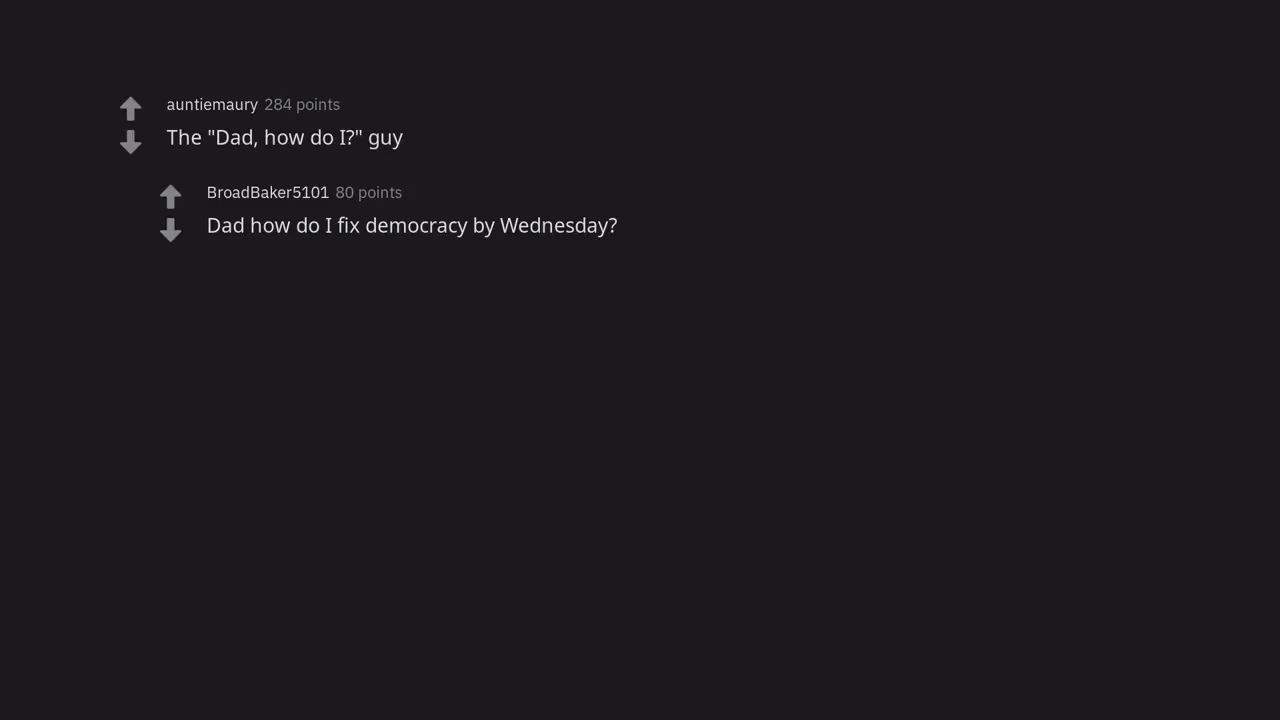 auntiemaury 284 points
The "Dad, how do I?" guy
BroadBaker5101 80 points
Dad how do I fix democracy by Wednesday?